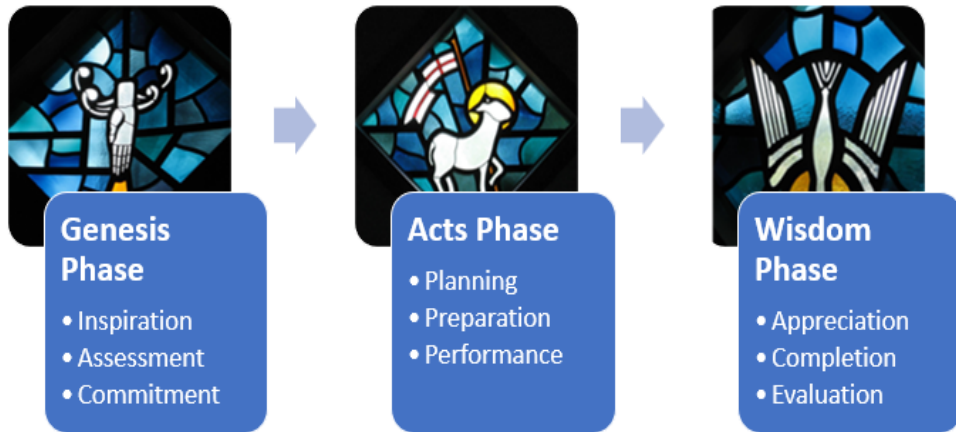 Genesis
Phase
• Inspiration
• Assessment
• Commitment
Acts Phase
• Planning
• Preparation
• Performance
Wisdom
Phase
• Appreciation
• Completion
• Evaluation